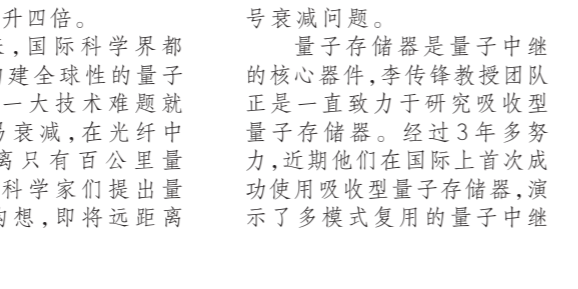 升四倍。
,国际科学界都
建全球性的量子
一大技术难题就
衰减,在光纤中
离只有百公里量
科学家们提出量
构想,即将远距离
号衰减问题。
量子存储器是量子中继
的核心器件,李传锋教授团队
正是一直致力于研究吸收型
量子存储器。经过3年多努
力,近期他们在国际上首次成
功使用吸收型量子存储器,演
示了多模式复用的量子中继